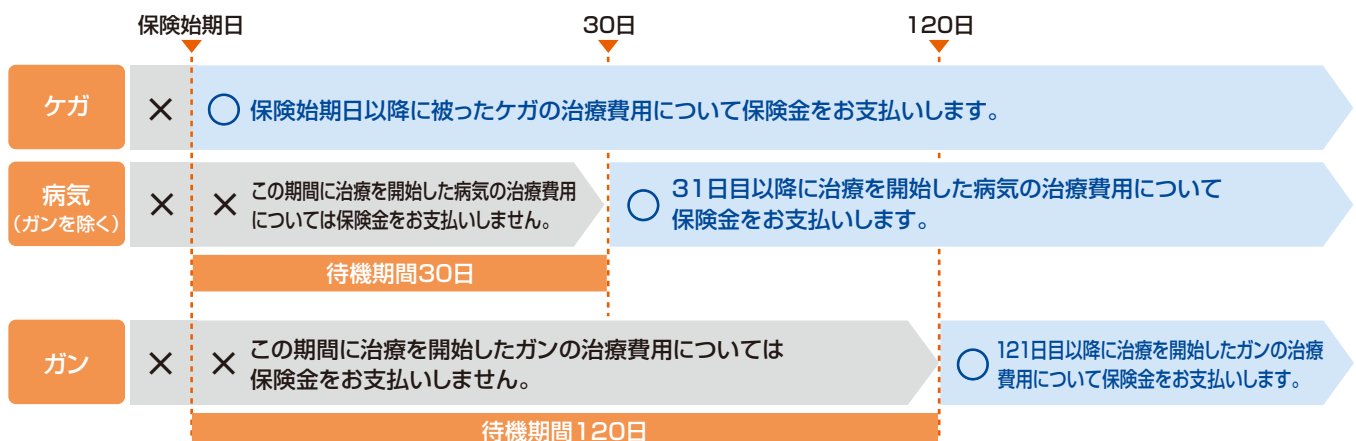 保険始期日
30日
120日
ケガ
×
○ 保険始期日以降に被ったケガの治療費用について保険金をお支払いします。
病気
(ガンを除く)
×
× この期間に治療を開始した病気の治療費用
については保険金をお支払いしません。
○ 31日目以降に治療を開始した病気の治療費用について
保険金をお支払いします。
待機期間30日
ガン
×
× この期間に治療を開始したガンの治療費用については
保険金をお支払いしません。
○ 121日目以降に治療を開始したガンの治療
費用について保険金をお支払いします。
待機期間120日